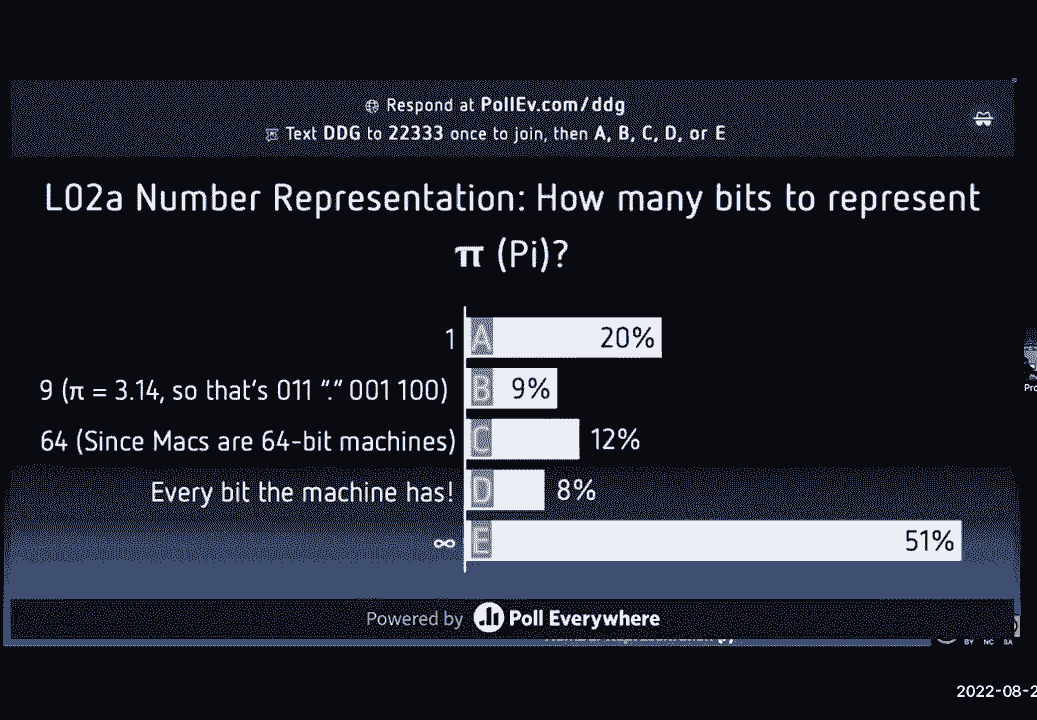 Respond at PollEv.com/ddg
Text DDG to 22333 once to join, then A, B, C, D, or E
L02a Number Representation: How many bits to represent
π (Pi)?
1 A 20%
9 (π = 3.14, so that's 011 "." 001 100) B 9%
64 (Since Macs are 64-bit machines) C 12%
Every bit the machine has! D 8%
∞ E 51%
Powered by Poll Everywhere
BY NC SA
2022-08-2